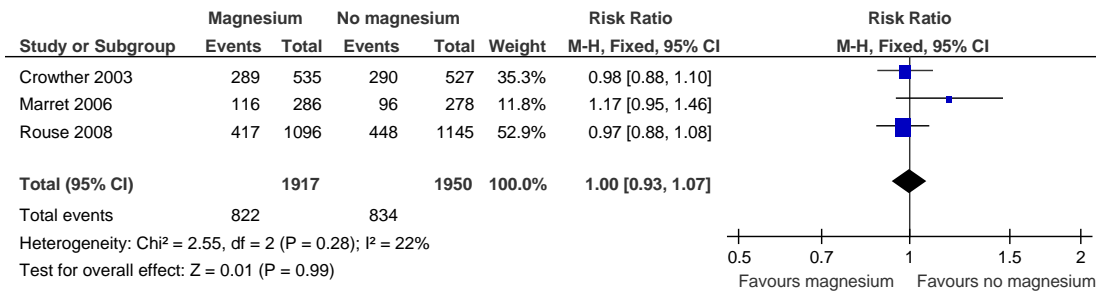 Magnesium No magnesium Risk Ratio Risk Ratio
Study or Subgroup Events Total Events Total Weight M-H, Fixed, 95% CI M-H, Fixed, 95% CI
Crowther 2003 289 535 290 527 35.3% 0.98 [0.88, 1.10]
Marret 2006 116 286 96 278 11.8% 1.17 [0.95, 1.46]
Rouse 2008 417 1096 448 1145 52.9% 0.97 [0.88, 1.08]
Total (95% CI) 1917 1950 100.0% 1.00 [0.93, 1.07]
Total events 822 834
Heterogeneity: Chi² = 2.55, df = 2 (P = 0.28); I² = 22%
Test for overall effect: Z = 0.01 (P = 0.99)
0.5 0.7 1 1.5 2
Favours magnesium Favours no magnesium